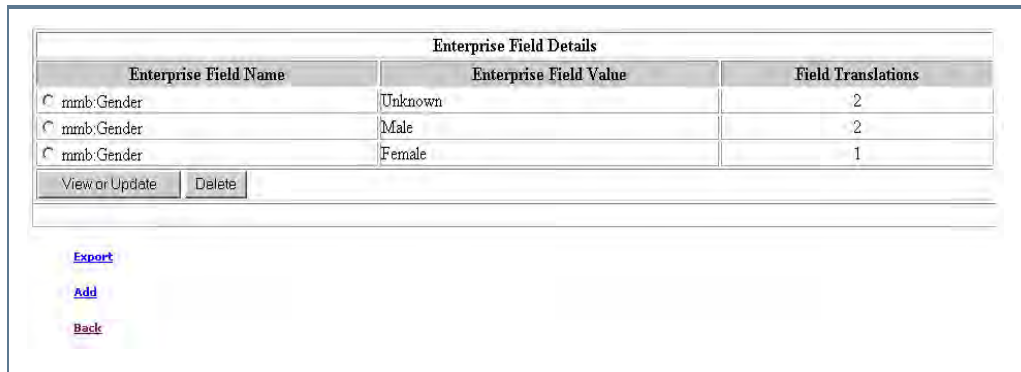 Enterprise Field Details
Enterprise Field Name Enterprise Field Value Field Translations
mmb:Gender Unknown 2
mmb:Gender Male 2
mmb:Gender Female 1
View or Update Delete
Export
Add
Back